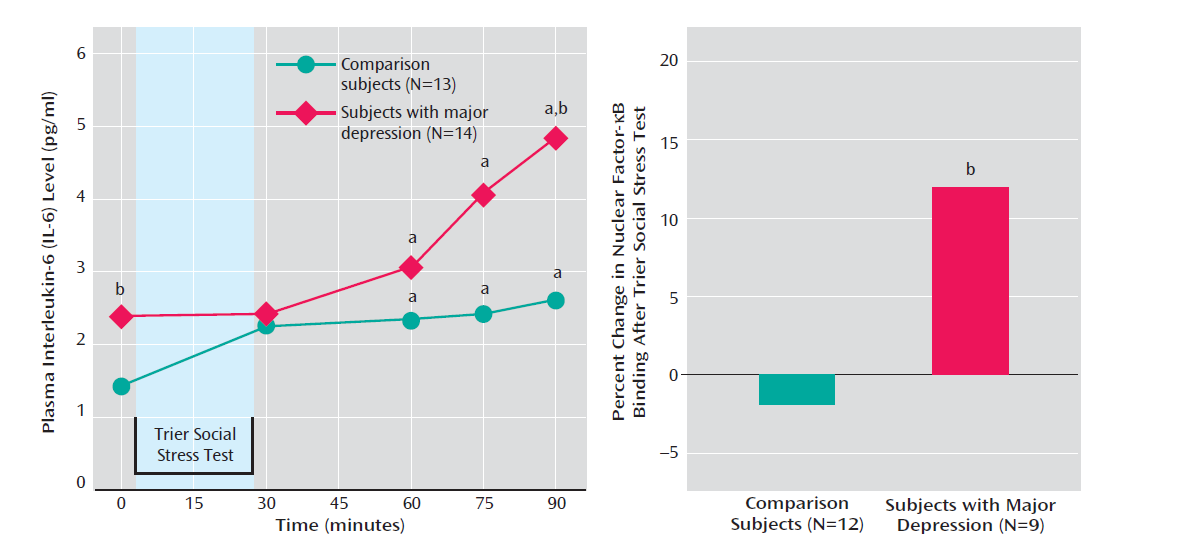 Plasma Interleukin-6 (IL-6) Level (pg/ml)
6
5
4
3
2
1
0
Comparison
subjects (N=13)
Subjects with major
depression (N=14)
b
a
a
a,b
a
a
a
Trier Social
Stress Test
0 15 30 45 60 75 90
Time (minutes)
Percent Change in Nuclear Factor-κB
Binding After Trier Social Stress Test
20
15
10
5
0
–5
b
Comparison
Subjects (N=12)
Subjects with Major
Depression (N=9)